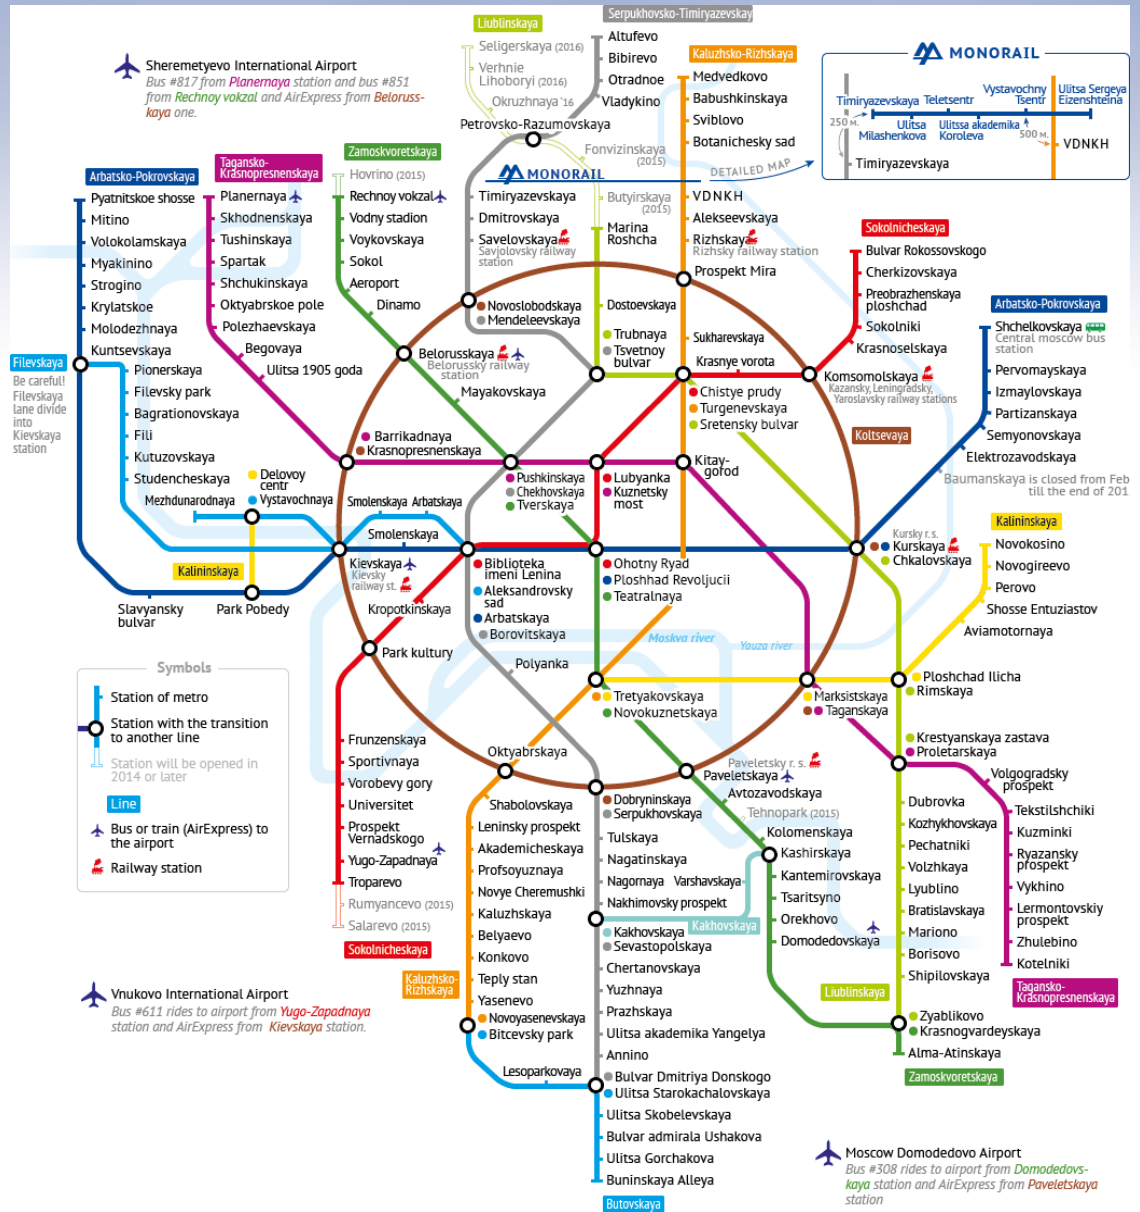 Liublinskaya
Serpukhovsko-Timiryazevskay
Seligerskaya (2016)
Verhnie
Lihoboryi (2016)
Okruzhnaya '16
Altufevo
Bibirevo
Otradnoe
Vladykino
Petrovsko-Razumovskaya
Fonvizinskaya
(2015)
Butyirskaya
(2015)
Marina
Roshcha
Kaluzhsko-Rizhskaya
Medvedkovo
Babushkinskaya
Sviblovo
Botanichesky sad
VDNKH
Alekseevskaya
Rizhskaya
Rizhsky railway station
Prospekt Mira
MONORAIL
DETAILED MAP
MONORAIL
Timiryazevskaya
Teletsentr
Vystavochny
Tsentr
Ulitsa Sergeya
Eizenshteina
250 м.
Ulitsa
Milashenkova
Ulitssa akademika
Koroleva
500 м.
VDNKH
Timiryazevskaya
Sheremetyevo International Airport
Bus #817 from Planernaya station and bus #851
from Rechnoy vokzal and AirExpress from Beloruss-
kaya one.
Arbatsko-Pokrovskaya
Pyatnitskoe shosse
Mitino
Volokolamskaya
Myakinino
Strogino
Krylatskoe
Molodezhnaya
Kuntsevskaya
Tagansko-
Krasnopresnenskaya
Planernaya
Skhodnenskaya
Tushinskaya
Spartak
Shchukinskaya
Oktyabrskoe pole
Polezhaevskaya
Begovaya
Ulitsa 1905 goda
Zamoskvoretskaya
Hovrino (2015)
Rechnoy vokzal
Vodny stadion
Voykovskaya
Sokol
Aeroport
Dinamo
Belorusskaya
Belorussky railway
station
Mayakovskaya
Timiryazevskaya
Dmitrovskaya
Savelovskaya
Savjolovsky railway
station
Novoslobodskaya
Mendeleevskaya
Dostoevskaya
Trubnaya
Tsvetnoy
bulvar
Sukharevskaya
Krasnye vorota
Chistye prudy
Turgenevskaya
Sretensky bulvar
Sokolnicheskaya
Bulvar Rokossovskogo
Cherkizovskaya
Preobrazhenskaya
ploshchad
Sokolniki
Krasnoselskaya
Komsomolskaya
Kazansky, Leningradsky,
Yaroslavsky railway stations
Arbatsko-Pokrovskaya
Shchelkovskaya
Central moscow bus
station
Pervomayskaya
Izmaylovskaya
Partizanskaya
Semyonovskaya
Elektrozavodskaya
Baumanskaya is closed from Feb
till the end of 201
Koltsevaya
Filevskaya
Be careful!
Filevskaya
lane divide
into
Kievskaya
station
Pionerskaya
Filevsky park
Bagrationovskaya
Fili
Kutuzovskaya
Studencheskaya
Mezhdunarodnaya
Delovoy
centr
Vystavochnaya
Kalininskaya
Park Pobedy
Slavyansky
bulvar
Barrikadnaya
Krasnopresnenskaya
Smolenskaya
Arbatskaya
Smolenskaya
Kievskaya
Kievsky
railway st.
Kropotkinskaya
Park kultury
Pushkinskaya
Chekhovskaya
Tverskaya
Lubyanka
Kuznetsky
most
Kitay-
gorod
Biblioteka
imeni Lenina
Aleksandrovsky
sad
Arbatskaya
Borovitskaya
Ohotny Ryad
Ploshhad Revoljucii
Teatralnaya
Kursky r.s.
Kurskaya
Chkalovskaya
Kalininskaya
Novokosino
Novogireevo
Perovo
Shosse Entuziastov
Aviamotornaya
Moskva river
Yauza river
Polyanka
Tretyakovskaya
Novokuznetskaya
Marksistskaya
Taganskaya
Ploshchad Ilicha
Rimskaya
Krestyanskaya zastava
Proletarskaya
Symbols
Station of metro
Station with the transition
to another line
Station will be opened in
2014 or later
Line
Bus or train (AirExpress) to
the airport
Railway station
Frunzenskaya
Sportivnaya
Vorobevy gory
Universitet
Prospekt
Vernadskogo
Yugo-Zapadnaya
Troparevo
Rumyancevo (2015)
Salarevo (2015)
Sokolnicheskaya
Oktyabrskaya
Shabolovskaya
Leninsky prospekt
Akademicheskaya
Profsoyuznaya
Novye Cheremushki
Kaluzhskaya
Belyaevo
Konkovo
Teply stan
Yasenevo
Novoyasenevskaya
Bitcevsky park
Kaluzhsko-
Rizhskaya
Lesoparkovaya
Dobryninskaya
Serpukhovskaya
Tulskaya
Nagatinskaya
Nagornaya
Nakhimovsky prospekt
Varshavskaya
Kakhovskaya
Sevastopolskaya
Kakhovskaya
Chertanovskaya
Yuzhnaya
Prazhskaya
Ulitsa akademika Yangelya
Annino
Bulvar Dmitriya Donskogo
Ulitsa Starokachalovskaya
Ulitsa Skobelevskaya
Bulvar admirala Ushakova
Ulitsa Gorchakova
Buninskaya Alleya
Butovskaya
Paveletsky r. s.
Paveletskaya
Avtozavodskaya
Tehnopark (2015)
Kolomenskaya
Kashirskaya
Kantemirovskaya
Tsaritsyno
Orekhovo
Domodedovskaya
Dubrovka
Kozhykhovskaya
Pechatniki
Volzhkaya
Lyublino
Bratislavskaya
Mariono
Borisovo
Shipilovskaya
Liublinskaya
Zyablikovo
Krasnogvardeyskaya
Alma-Atinskaya
Zamoskvoretskaya
Volgogradsky
prospekt
Tekstilshchiki
Kuzminki
Ryazansky
prospekt
Vykhino
Lermontovskiy
prospekt
Zhulebino
Kotelniki
Tagansko-
Krasnopresnenskaya
Vnukovo International Airport
Bus #611 rides to airport from Yugo-Zapadnaya
station and AirExpress from Kievskaya station.
Moscow Domodedovo Airport
Bus #308 rides to airport from Domodedovs-
kaya station and AirExpress from Paveletskaya
station